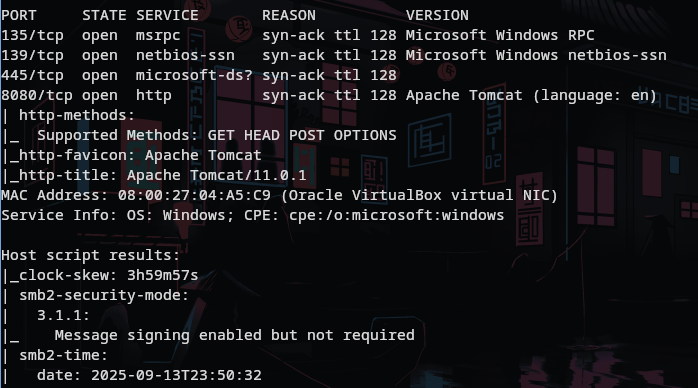 PORT     STATE SERVICE       REASON          VERSION
135/tcp  open  msrpc         syn-ack ttl 128 Microsoft Windows RPC
139/tcp  open  netbios-ssn   syn-ack ttl 128 Microsoft Windows netbios-ssn
445/tcp  open  microsoft-ds? syn-ack ttl 128
8080/tcp open  http          syn-ack ttl 128 Apache Tomcat (language: en)
| http-methods:
|_  Supported Methods: GET HEAD POST OPTIONS
|_http-favicon: Apache Tomcat
|_http-title: Apache Tomcat/11.0.1
MAC Address: 08:00:27:04:A5:C9 (Oracle VirtualBox virtual NIC)
Service Info: OS: Windows; CPE: cpe:/o:microsoft:windows

Host script results:
|_clock-skew: 3h59m57s
| smb2-security-mode:
|   3.1.1:
|_    Message signing enabled but not required
| smb2-time:
|   date: 2025-09-13T23:50:32